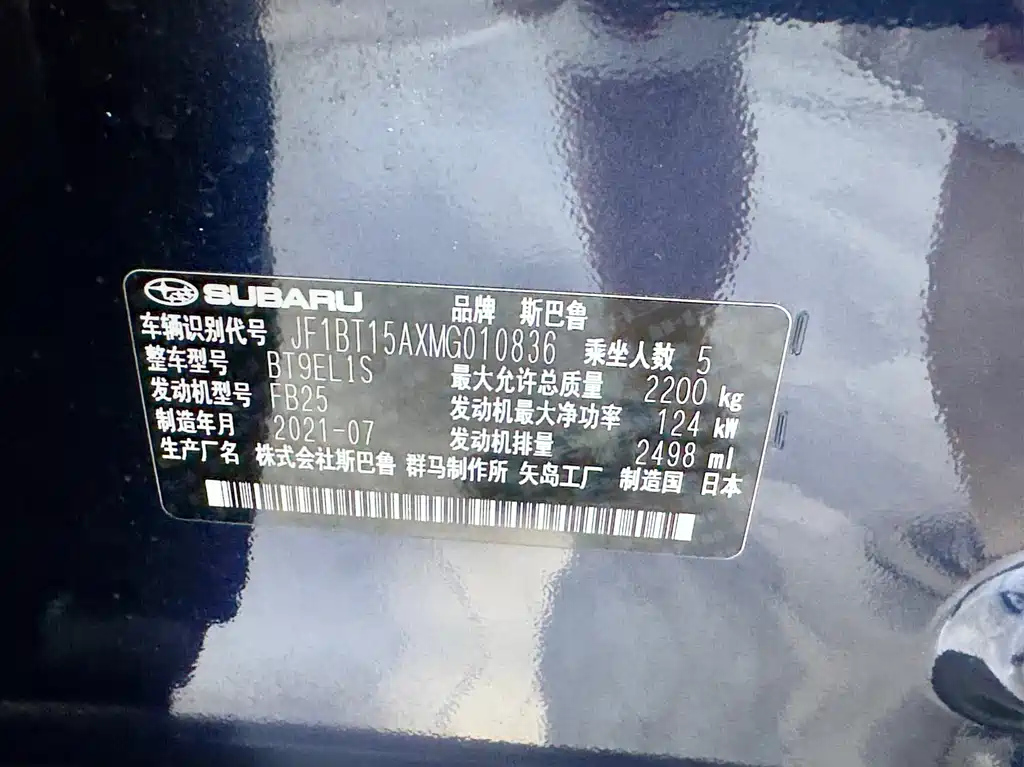 SUBARU 品牌 斯巴鲁
车辆识别代号 JF1BT15AXMG010836 乘坐人数 5
整车型号 BT9EL1S 最大允许总质量 2200 kg
发动机型号 FB25 发动机最大净功率 124 kW
制造年月 2021-07 发动机排量 2498 ml
生产厂名 株式会社斯巴鲁 群马制作所 矢岛工厂 制造国 日本